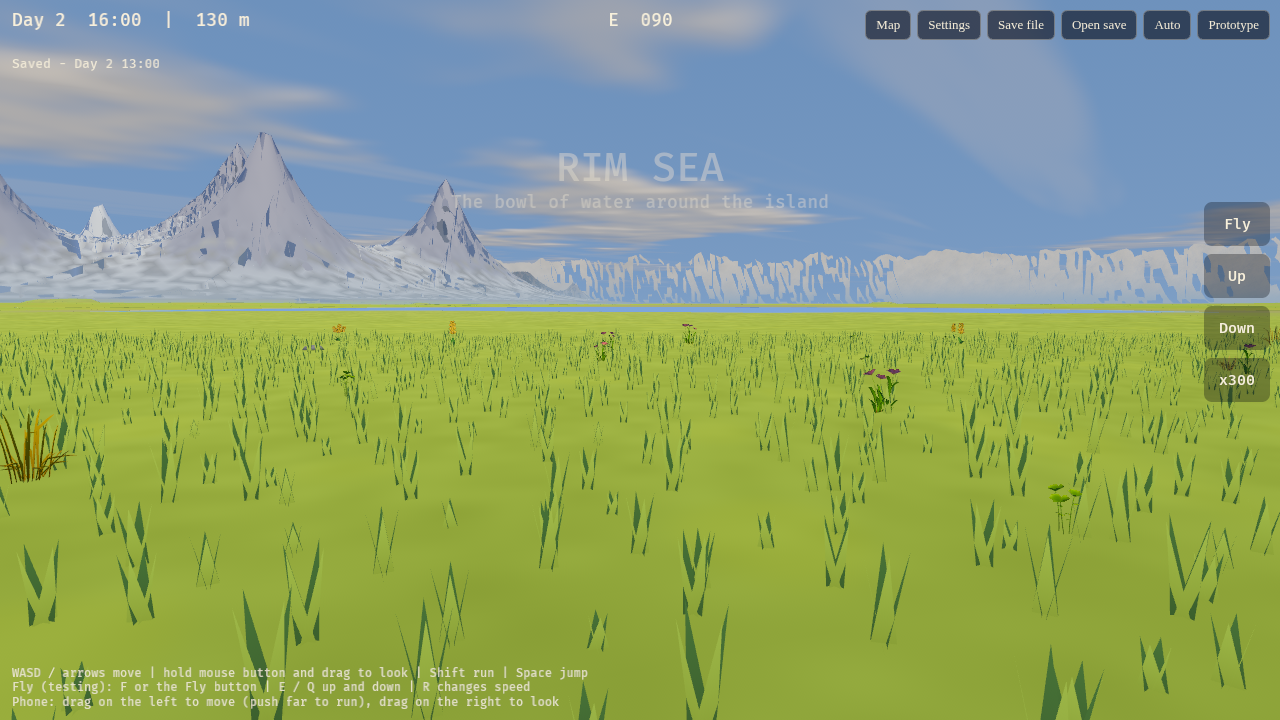 Day 2  16:00  |  130 m
E  090
Map
Settings
Save file
Open save
Auto
Prototype
Saved - Day 2 13:00
RIM SEA
The bowl of water around the island
Fly
Up
Down
x300
WASD / arrows move | hold mouse button and drag to look | Shift run | Space jump
Fly (testing): F or the Fly button | E / Q up and down | R changes speed
Phone: drag on the left to move (push far to run), drag on the right to look